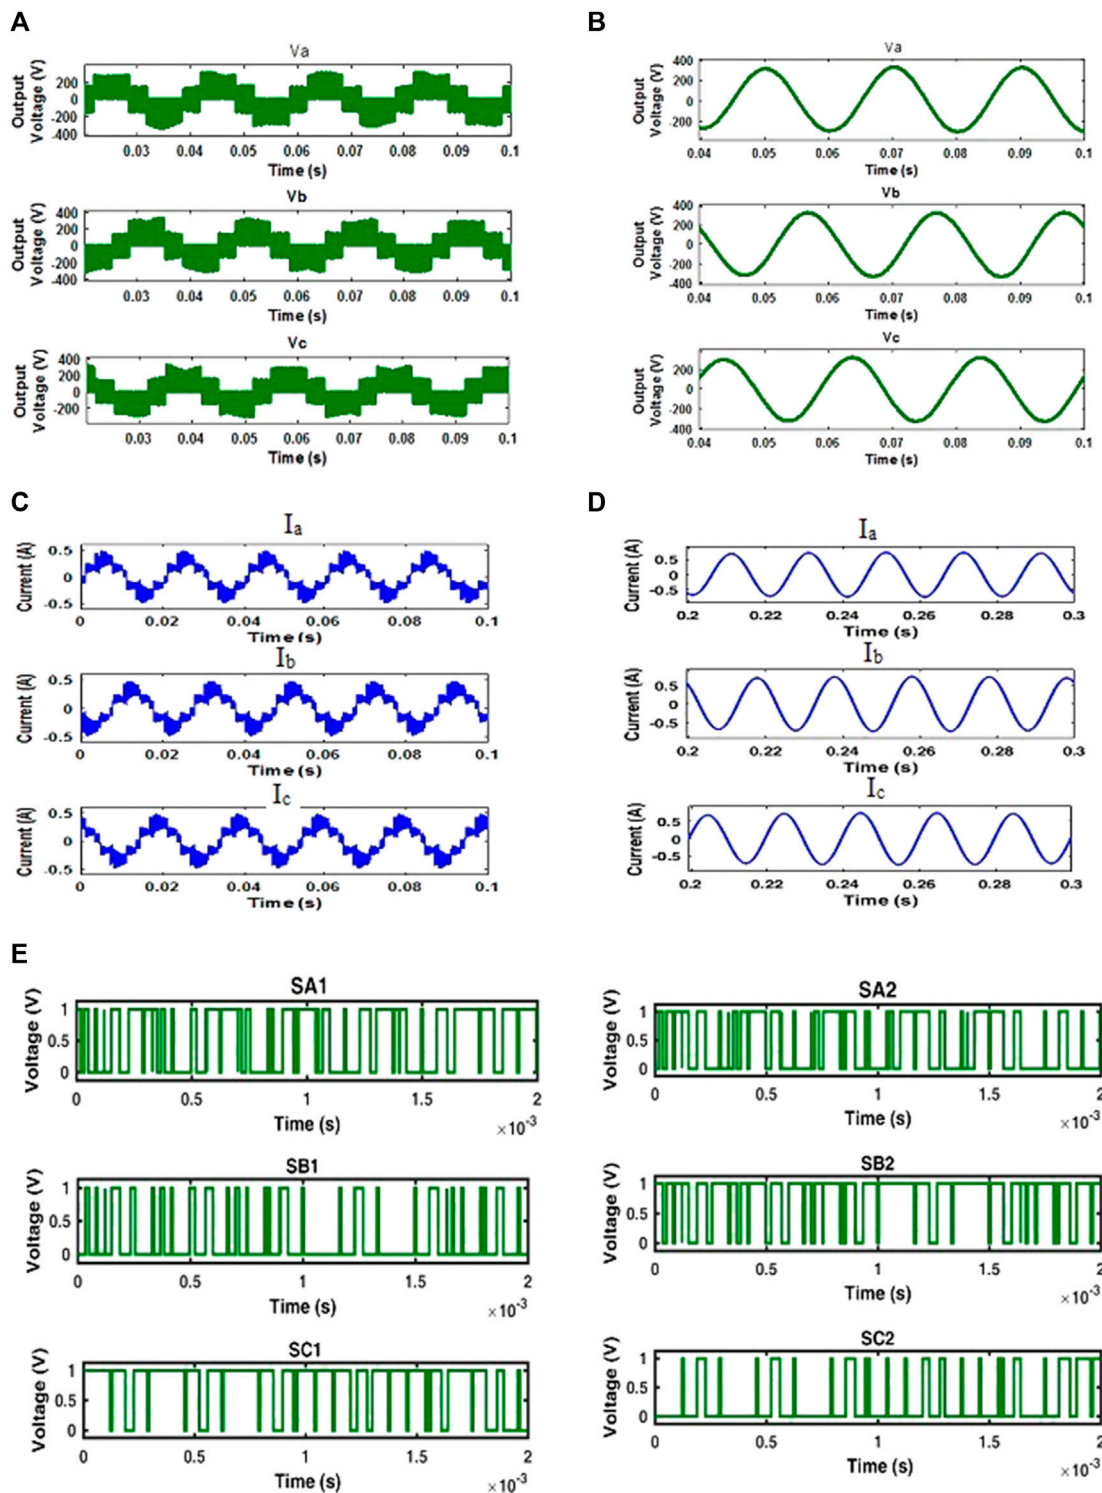 A
Va
Output
Voltage (V)
200
0
-200
-400
0.03 0.04 0.05 0.06 0.07 0.08 0.09 0.1
Time (s)
Vb
Output
Voltage (V)
400
200
0
-200
-400
0.03 0.04 0.05 0.06 0.07 0.08 0.09 0.1
Time (s)
Vc
Output
Voltage (V)
400
200
0
-200
0.03 0.04 0.05 0.06 0.07 0.08 0.09 0.1
Time (s)
B
Va
Output
Voltage (V)
400
200
0
-200
0.04 0.05 0.06 0.07 0.08 0.09 0.1
Time (s)
Vb
Output
Voltage (V)
400
200
0
-200
-400
0.04 0.05 0.06 0.07 0.08 0.09 0.1
Time (s)
Vc
Output
Voltage (V)
200
0
-200
-400
0.04 0.05 0.06 0.07 0.08 0.09 0.1
Time (s)
C
Ia
Current (A)
0.5
0
-0.5
0 0.02 0.04 0.06 0.08 0.1
Time (s)
Ib
Current (A)
0.5
0
-0.5
0 0.02 0.04 0.06 0.08 0.1
Time (s)
Ic
Current (A)
0.5
0
-0.5
0 0.02 0.04 0.06 0.08 0.1
Time (s)
D
Ia
Current (A)
0.5
0
-0.5
0.2 0.22 0.24 0.26 0.28 0.3
Time (s)
Ib
Current (A)
0.5
0
-0.5
0.2 0.22 0.24 0.26 0.28 0.3
Time (s)
Ic
Current (A)
0.5
0
-0.5
0.2 0.22 0.24 0.26 0.28 0.3
Time (s)
E
SA1
Voltage (V)
1
0.5
0
0 0.5 1 1.5 2
Time (s)
×10-3
SA2
Voltage (V)
1
0.5
0
0 0.5 1 1.5 2
Time (s)
×10-3
SB1
Voltage (V)
1
0.5
0
0 0.5 1 1.5 2
Time (s)
×10-3
SB2
Voltage (V)
1
0.5
0
0 0.5 1 1.5 2
Time (s)
×10-3
SC1
Voltage (V)
1
0.5
0
0 0.5 1 1.5 2
Time (s)
×10-3
SC2
Voltage (V)
1
0.5
0
0 0.5 1 1.5 2
Time (s)
×10-3